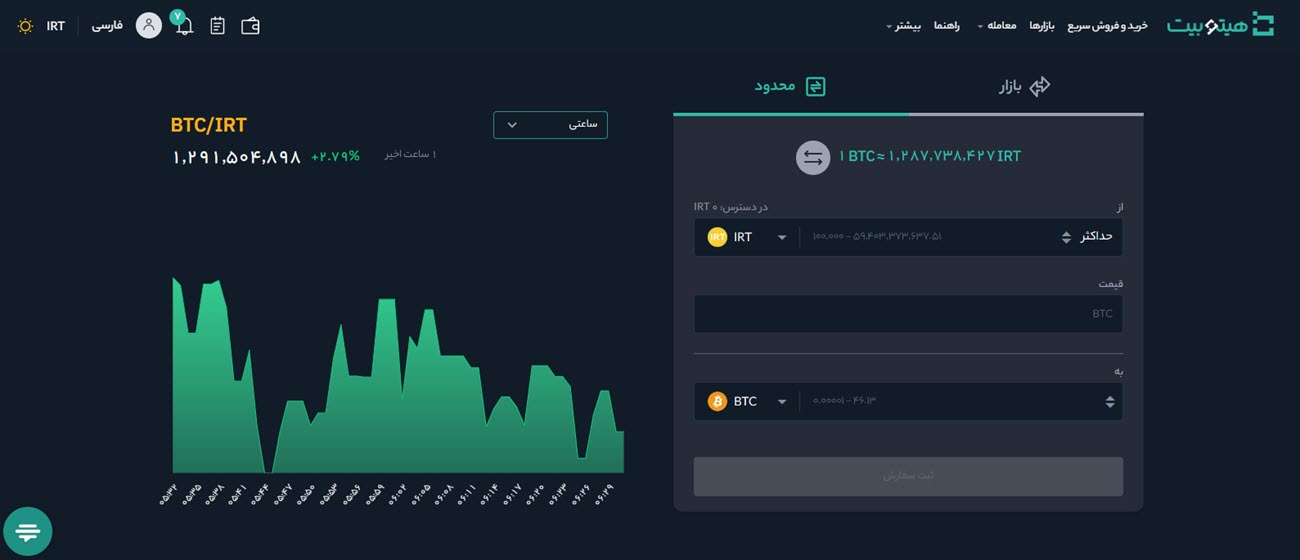 هیتوبیت
خرید و فروش سریع بازارها معامله راهنما بیشتر
۷ فارسی IRT
بازار محدود
۱ BTC ≈ ۱,۲۸۷,۷۳۸,۴۲۷ IRT
از
در دسترس: ۰ IRT
حداکثر ۱۰۰,۰۰۰ - ۵۹,۴۰۳,۳۷۳,۶۳۷.۵۱ IRT
قیمت
BTC
به
۰.۰۰۰۰۱ - ۴۶.۱۳ BTC
ثبت سفارش
ساعتی
BTC/IRT
۱,۲۹۱,۵۰۴,۸۹۸ +۲.۷۹% ۱ ساعت اخیر
۰۵:۳۲ ۰۵:۳۵ ۰۵:۳۸ ۰۵:۴۱ ۰۵:۴۴ ۰۵:۴۷ ۰۵:۵۰ ۰۵:۵۳ ۰۵:۵۶ ۰۵:۵۹ ۰۶:۰۲ ۰۶:۰۵ ۰۶:۰۸ ۰۶:۱۱ ۰۶:۱۴ ۰۶:۱۷ ۰۶:۲۰ ۰۶:۲۳ ۰۶:۲۶ ۰۶:۲۹